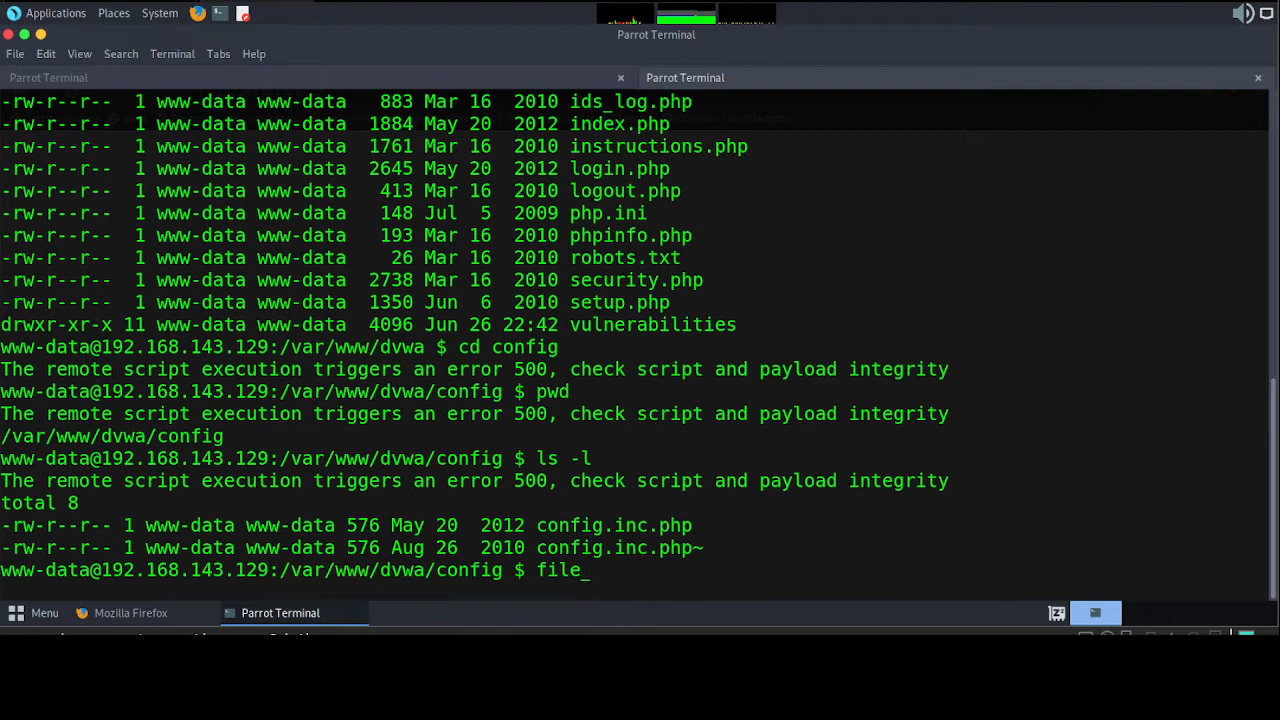 Applications Places System
Parrot Terminal
File Edit View Search Terminal Tabs Help
Parrot Terminal × Parrot Terminal ×
-rw-r--r-- 1 www-data www-data 883 Mar 16 2010 ids_log.php
-rw-r--r-- 1 www-data www-data 1884 May 20 2012 index.php
-rw-r--r-- 1 www-data www-data 1761 Mar 16 2010 instructions.php
-rw-r--r-- 1 www-data www-data 2645 May 20 2012 login.php
-rw-r--r-- 1 www-data www-data 413 Mar 16 2010 logout.php
-rw-r--r-- 1 www-data www-data 148 Jul 5 2009 php.ini
-rw-r--r-- 1 www-data www-data 193 Mar 16 2010 phpinfo.php
-rw-r--r-- 1 www-data www-data 26 Mar 16 2010 robots.txt
-rw-r--r-- 1 www-data www-data 2738 Mar 16 2010 security.php
-rw-r--r-- 1 www-data www-data 1350 Jun 6 2010 setup.php
drwxr-xr-x 11 www-data www-data 4096 Jun 26 22:42 vulnerabilities
www-data@192.168.143.129:/var/www/dvwa $ cd config
The remote script execution triggers an error 500, check script and payload integrity
www-data@192.168.143.129:/var/www/dvwa/config $ pwd
The remote script execution triggers an error 500, check script and payload integrity
/var/www/dvwa/config
www-data@192.168.143.129:/var/www/dvwa/config $ ls -l
The remote script execution triggers an error 500, check script and payload integrity
total 8
-rw-r--r-- 1 www-data www-data 576 May 20 2012 config.inc.php
-rw-r--r-- 1 www-data www-data 576 Aug 26 2010 config.inc.php~
www-data@192.168.143.129:/var/www/dvwa/config $ file_
Menu Mozilla Firefox Parrot Terminal